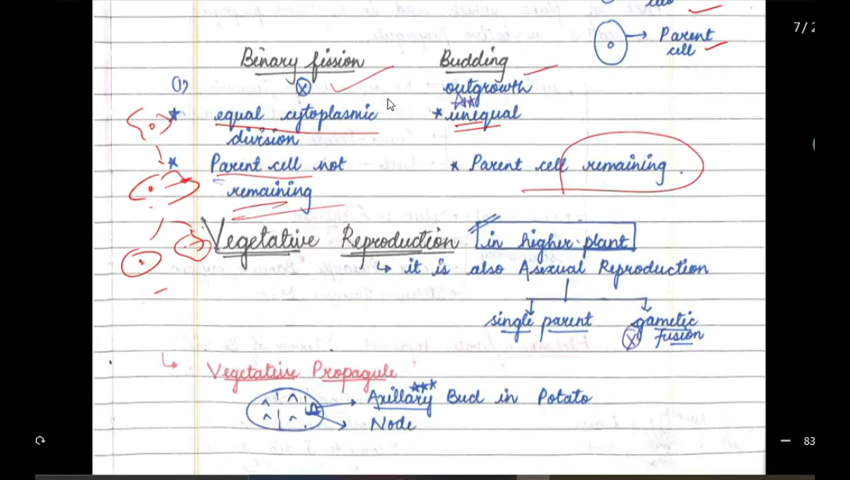 Parent cell
7/2
Binary fission
Budding
(1)
outgrowth
* equal cytoplasmic division
* unequal
* Parent cell not remaining
* Parent cell remaining.
Vegetative Reproduction
in higher plant
↳ it is also Asexual Reproduction
single parent
gametic fusion
↳ Vegetative Propagule
Axillary *** Bud in Potato
Node
83